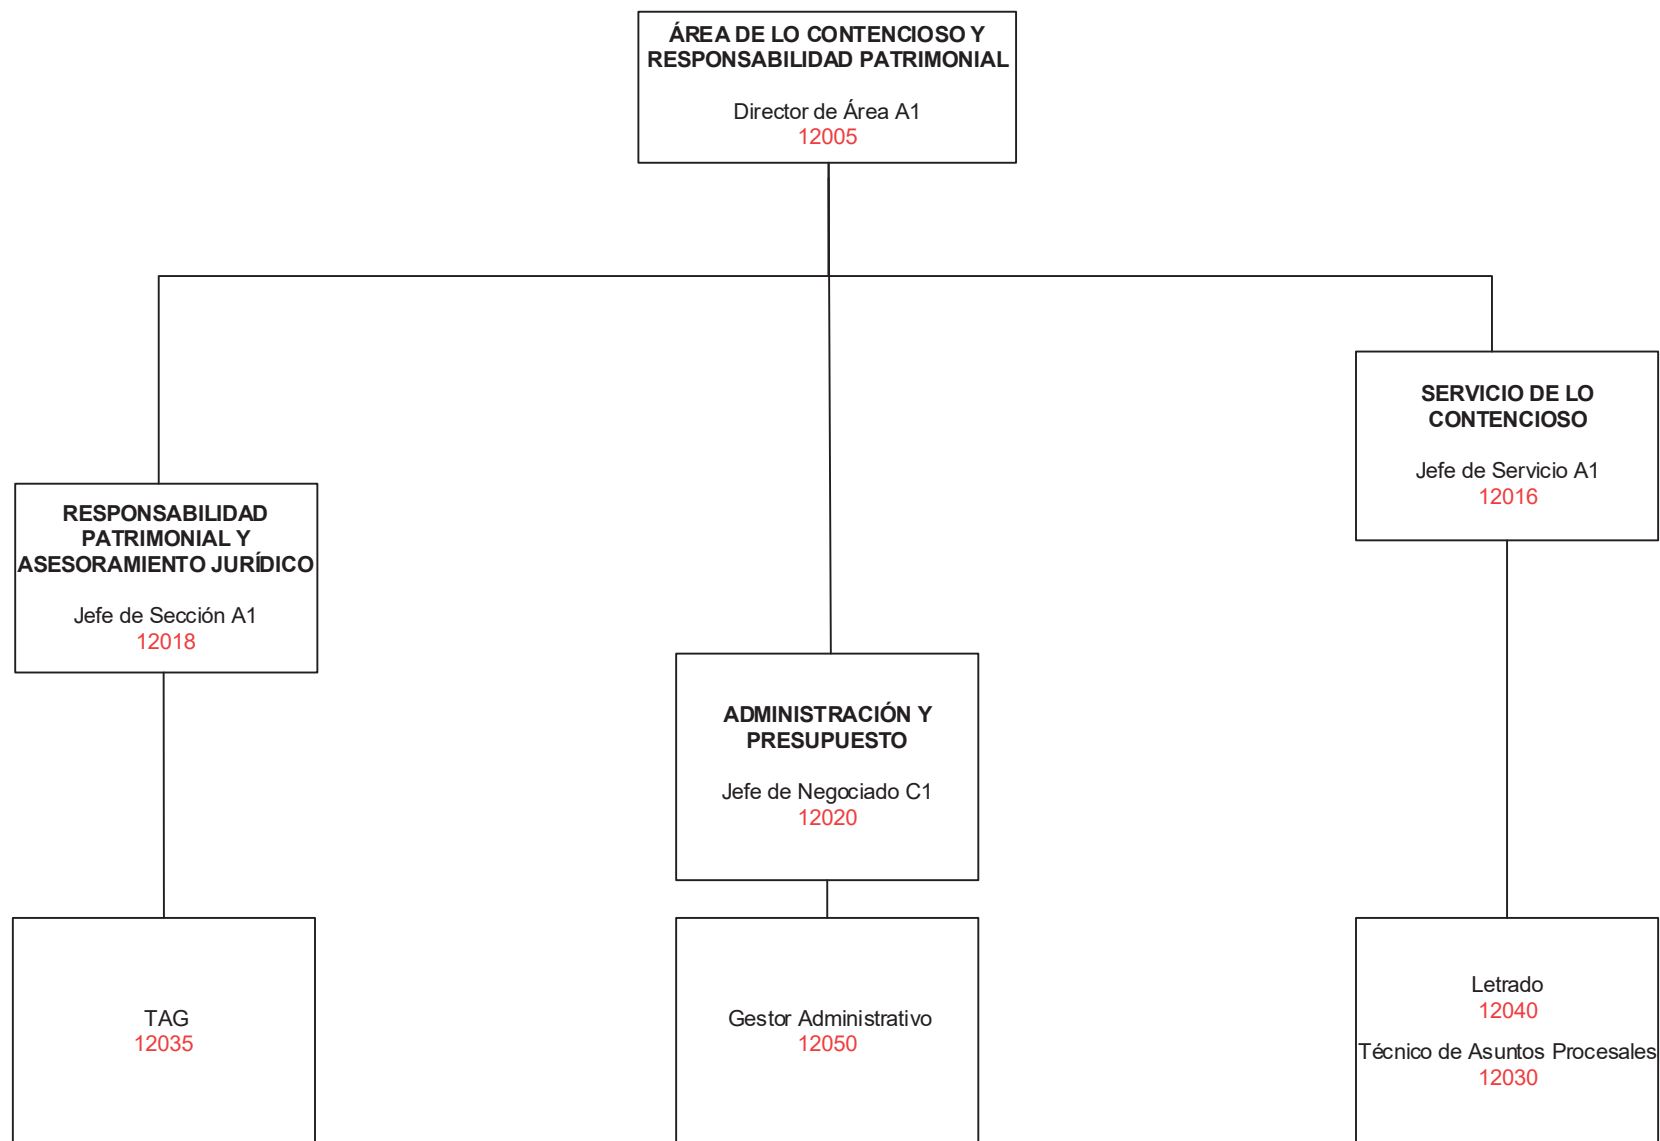 ÁREA DE LO CONTENCIOSO Y
RESPONSABILIDAD PATRIMONIAL
Director de Área A1
12005
SERVICIO DE LO
CONTENCIOSO
Jefe de Servicio A1
12016
RESPONSABILIDAD
PATRIMONIAL Y
ASESORAMIENTO JURÍDICO
Jefe de Sección A1
12018
ADMINISTRACIÓN Y
PRESUPUESTO
Jefe de Negociado C1
12020
TAG
12035
Gestor Administrativo
12050
Letrado
12040
Técnico de Asuntos Procesales
12030